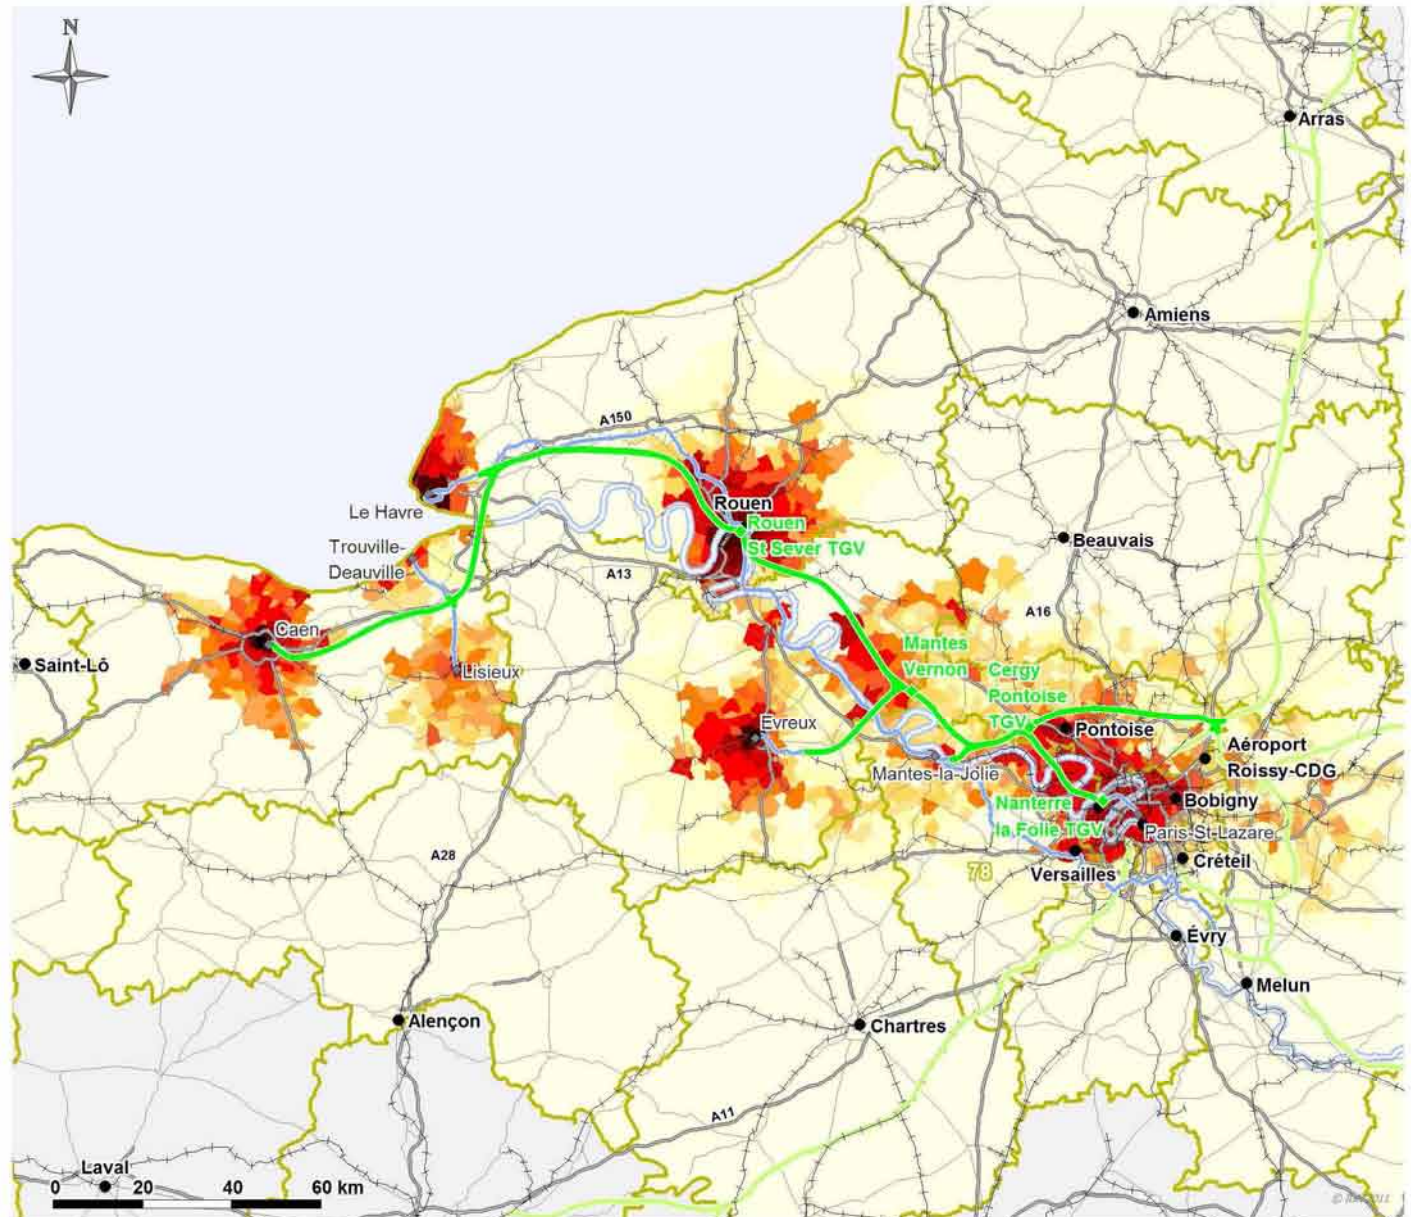 N
Arras
Amiens
A150
Le Havre
Rouen
Rouen
St Sever TGV
Trouville-
Deauville
A13
Beauvais
A16
Caen
Saint-Lô
Lisieux
Mantes
Vernon
Cergy
Pontoise
TGV
Evreux
Pontoise
Aéroport
Roissy-CDG
Mantes-la-Jolie
Nanterre
la Folie TGV
Bobigny
Paris-St-Lazare
A28
78
Versailles
Créteil
Évry
Melun
Alençon
Chartres
A11
Laval
0 20 40 60 km